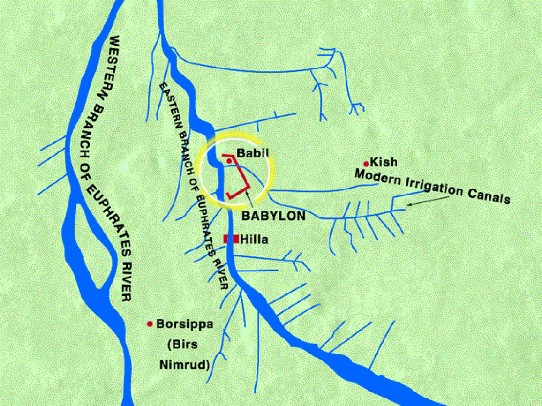 WESTERN BRANCH OF EUPHRATES RIVER
EASTERN BRANCH OF EUPHRATES RIVER
Babil
Kish
Modern Irrigation Canals
BABYLON
Hilla
Borsippa
(Birs
Nimrud)